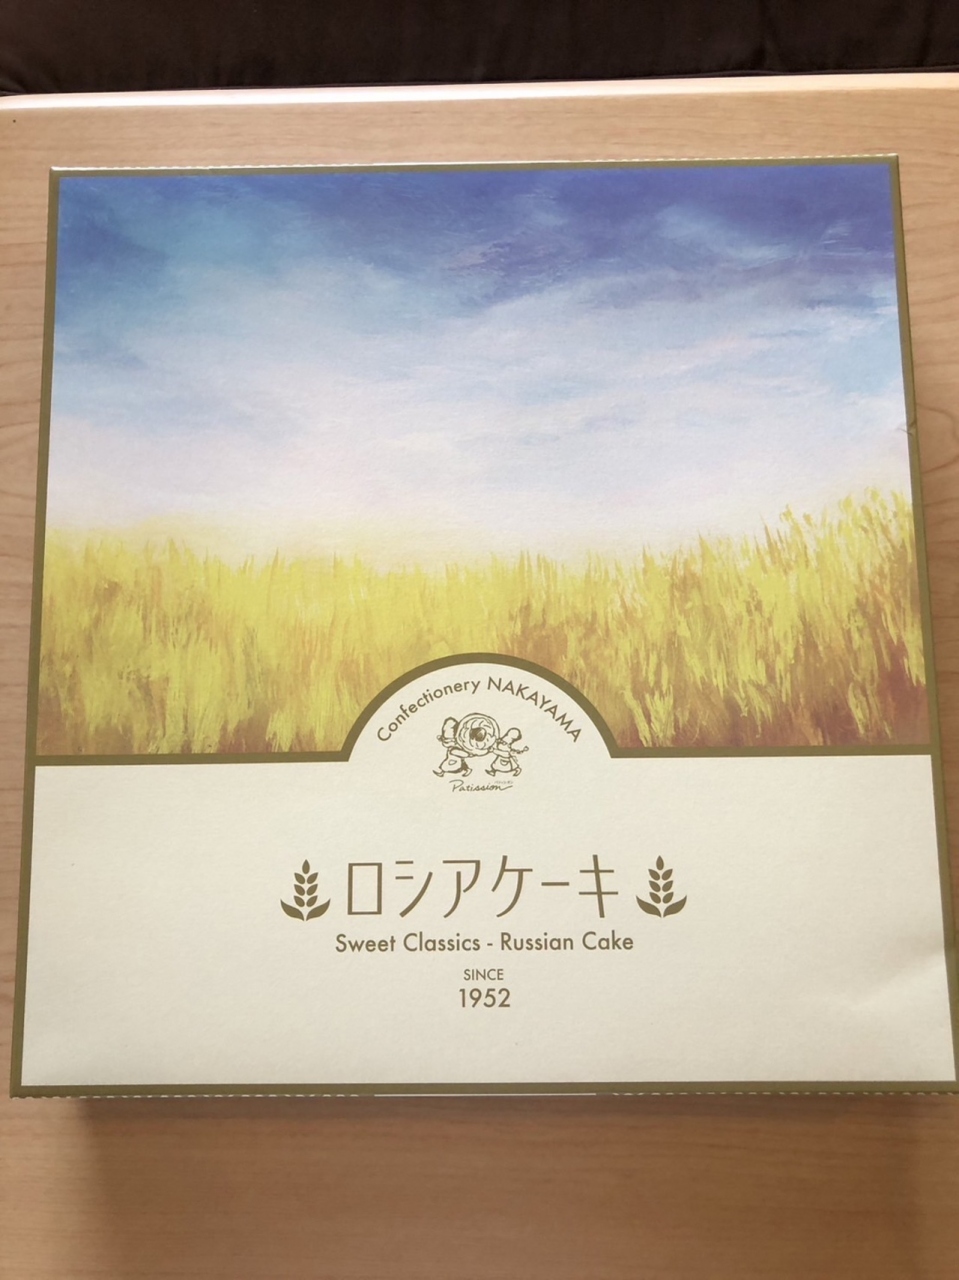 Confectionery NAKAYAMA
Patission
ロシアケーキ
Sweet Classics - Russian Cake
SINCE
1952